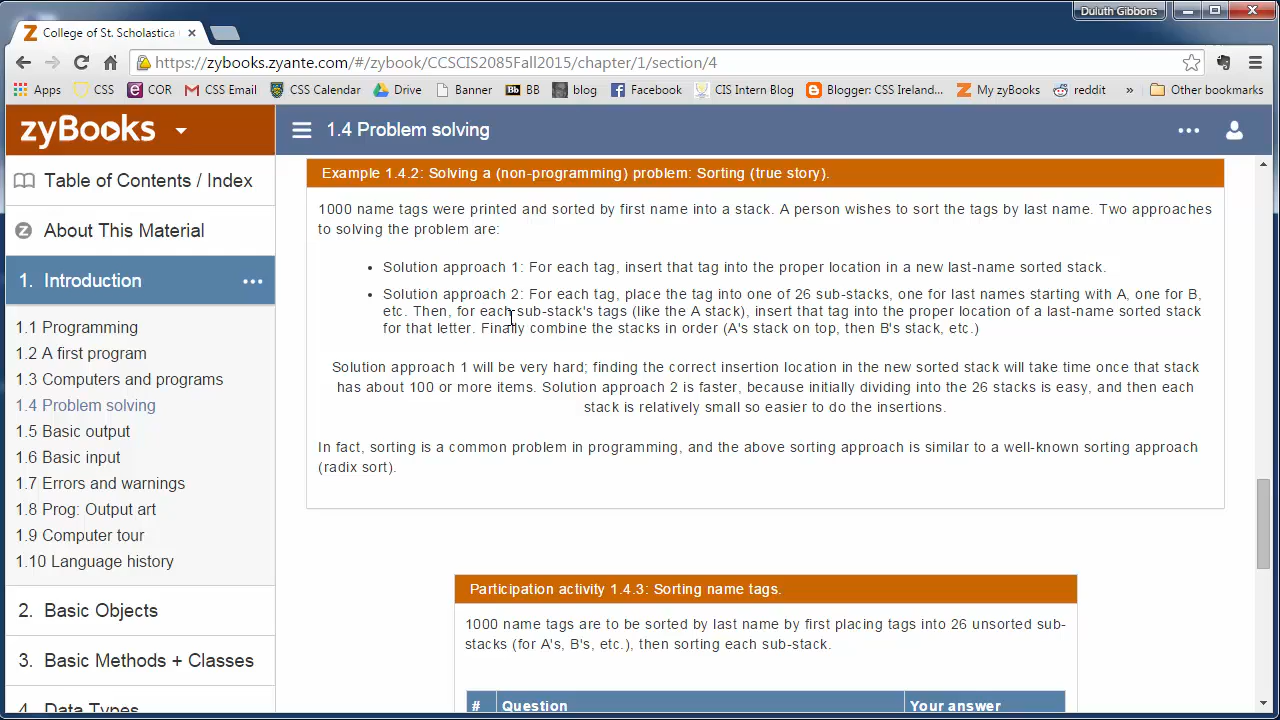 Duluth Gibbons
College of St. Scholastica
https://zybooks.zyante.com/#/zybook/CCSCIS2085Fall2015/chapter/1/section/4
Apps CSS COR CSS Email CSS Calendar Drive Banner Bb BB blog Facebook CIS Intern Blog Blogger: CSS Ireland... My zyBooks reddit » Other bookmarks
zyBooks
1.4 Problem solving
Table of Contents / Index
About This Material
1. Introduction
1.1 Programming
1.2 A first program
1.3 Computers and programs
1.4 Problem solving
1.5 Basic output
1.6 Basic input
1.7 Errors and warnings
1.8 Prog: Output art
1.9 Computer tour
1.10 Language history
2. Basic Objects
3. Basic Methods + Classes
4. Data Types
Example 1.4.2: Solving a (non-programming) problem: Sorting (true story).
1000 name tags were printed and sorted by first name into a stack. A person wishes to sort the tags by last name. Two approaches
to solving the problem are:
• Solution approach 1: For each tag, insert that tag into the proper location in a new last-name sorted stack.
• Solution approach 2: For each tag, place the tag into one of 26 sub-stacks, one for last names starting with A, one for B,
etc. Then, for each sub-stack's tags (like the A stack), insert that tag into the proper location of a last-name sorted stack
for that letter. Finally combine the stacks in order (A's stack on top, then B's stack, etc.)
Solution approach 1 will be very hard; finding the correct insertion location in the new sorted stack will take time once that stack
has about 100 or more items. Solution approach 2 is faster, because initially dividing into the 26 stacks is easy, and then each
stack is relatively small so easier to do the insertions.
In fact, sorting is a common problem in programming, and the above sorting approach is similar to a well-known sorting approach
(radix sort).
Participation activity 1.4.3: Sorting name tags.
1000 name tags are to be sorted by last name by first placing tags into 26 unsorted sub-
stacks (for A's, B's, etc.), then sorting each sub-stack.
# Question Your answer